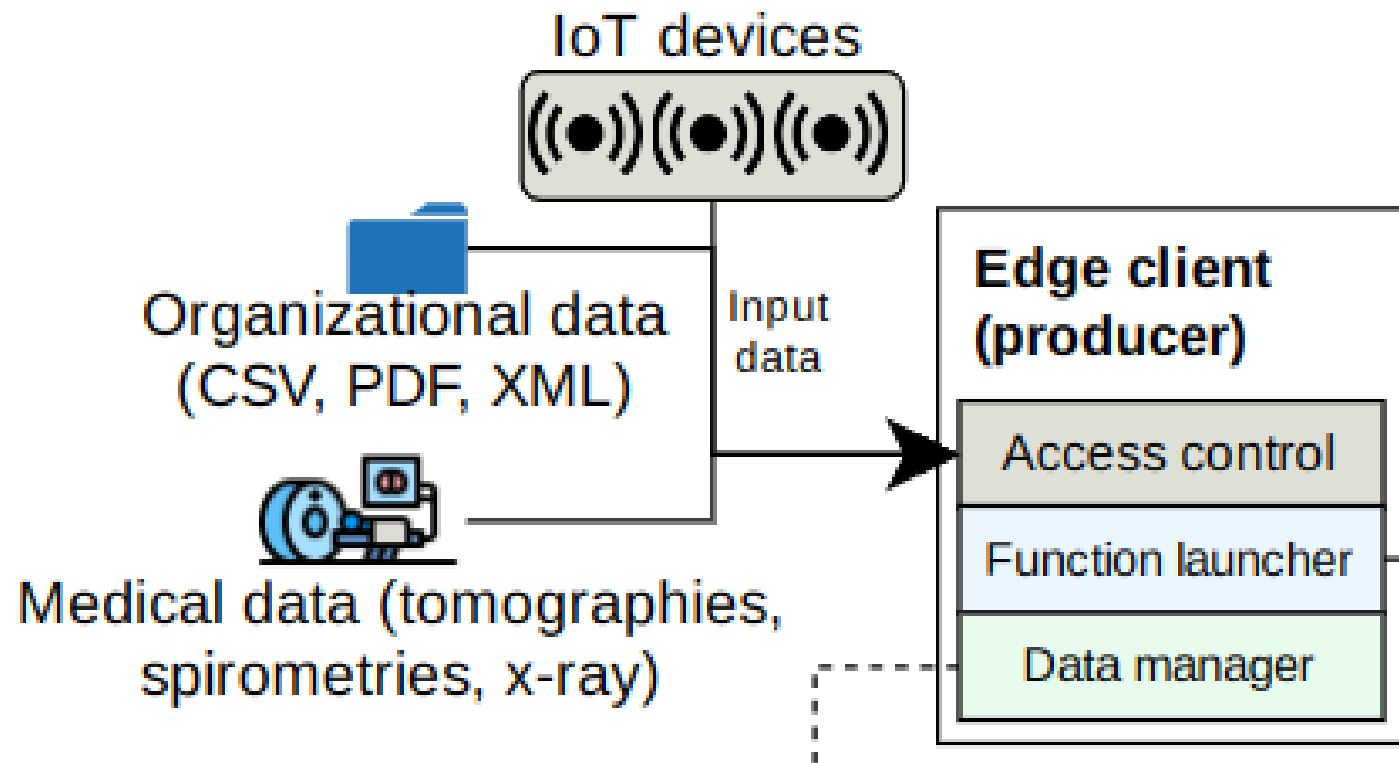 IoT devices
Organizational data
(CSV, PDF, XML)
Input
data
Medical data (tomographies,
spirometries, x-ray)
Edge client
(producer)
Access control
Function launcher
Data manager